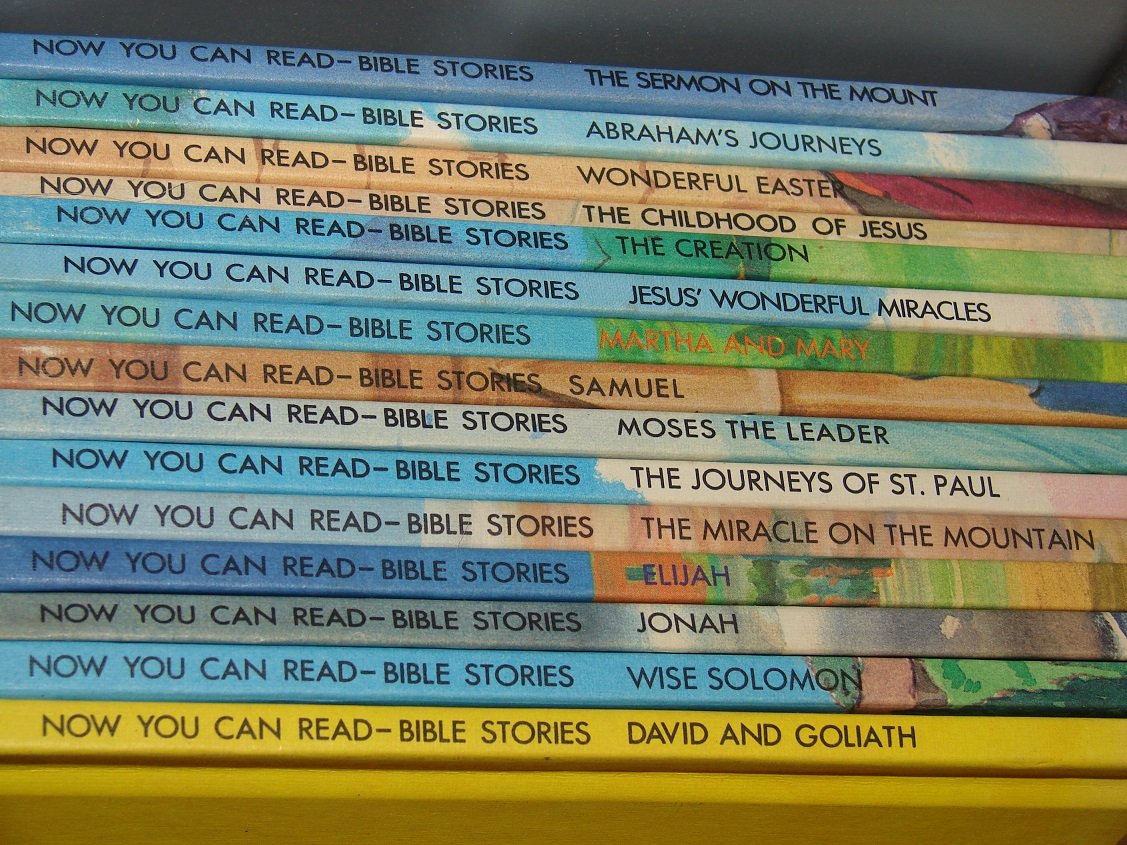 NOW YOU CAN READ–BIBLE STORIES THE SERMON ON THE MOUNT
NOW YOU CAN READ–BIBLE STORIES ABRAHAM'S JOURNEYS
NOW YOU CAN READ–BIBLE STORIES WONDERFUL EASTER
NOW YOU CAN READ–BIBLE STORIES THE CHILDHOOD OF JESUS
NOW YOU CAN READ–BIBLE STORIES THE CREATION
NOW YOU CAN READ–BIBLE STORIES JESUS' WONDERFUL MIRACLES
NOW YOU CAN READ–BIBLE STORIES MARTHA AND MARY
NOW YOU CAN READ–BIBLE STORIES SAMUEL
NOW YOU CAN READ–BIBLE STORIES MOSES THE LEADER
NOW YOU CAN READ–BIBLE STORIES THE JOURNEYS OF ST. PAUL
NOW YOU CAN READ–BIBLE STORIES THE MIRACLE ON THE MOUNTAIN
NOW YOU CAN READ–BIBLE STORIES ELIJAH
NOW YOU CAN READ–BIBLE STORIES JONAH
NOW YOU CAN READ–BIBLE STORIES WISE SOLOMON
NOW YOU CAN READ–BIBLE STORIES DAVID AND GOLIATH